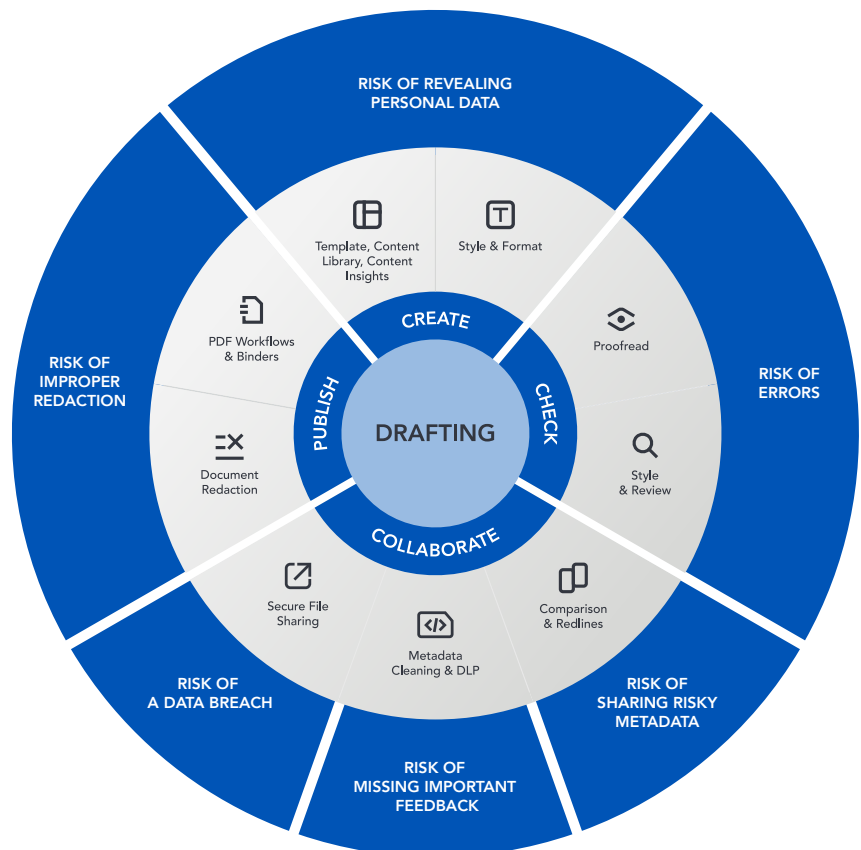 RISK OF REVEALING
PERSONAL DATA
Template, Content
Library, Content
Insights
Style & Format
CREATE
PDF Workflows
& Binders
Proofread
RISK OF
IMPROPER
REDACTION
RISK OF
ERRORS
PUBLISH
DRAFTING
CHECK
Document
Redaction
Style
& Review
COLLABORATE
Secure File
Sharing
Metadata
Cleaning & DLP
Comparison
& Redlines
RISK OF
A DATA BREACH
RISK OF
SHARING RISKY
METADATA
RISK OF
MISSING IMPORTANT
FEEDBACK